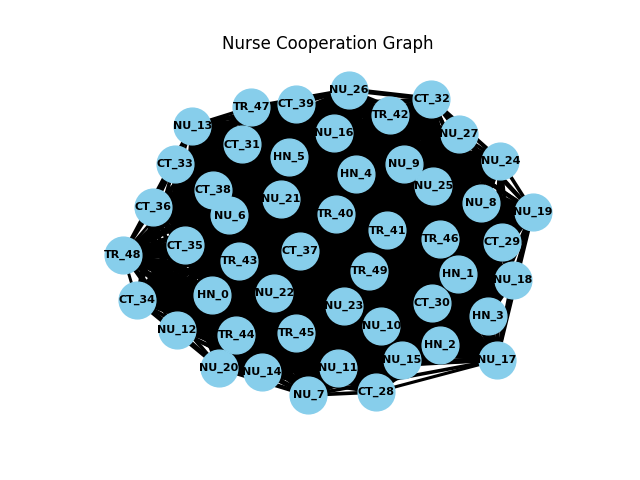 Nurse Cooperation Graph
NU_26
CT_32
CT_39
TR_47
TR_42
NU_13
NU_16
NU_27
CT_31
HN_5
NU_24
CT_33
NU_9
HN_4
NU_25
CT_38
NU_21
NU_8
CT_36
NU_6
TR_40
NU_19
TR_41
TR_46
CT_29
CT_35
CT_37
TR_48
TR_43
TR_49
HN_1
NU_18
HN_0
NU_22
CT_34
NU_23
CT_30
HN_3
NU_12
NU_10
TR_44
TR_45
HN_2
NU_15
NU_17
NU_20
NU_14
NU_11
NU_7
CT_28